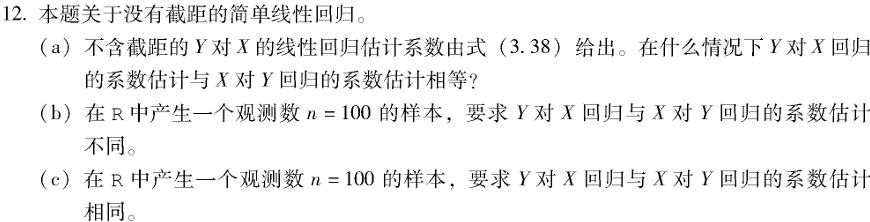 12. 本题关于没有截距的简单线性回归。
(a) 不含截距的 Y 对 X 的线性回归估计系数由式 (3.38) 给出。在什么情况下 Y 对 X 回归
的系数估计与 X 对 Y 回归的系数估计相等?
(b) 在 R 中产生一个观测数 n = 100 的样本，要求 Y 对 X 回归与 X 对 Y 回归的系数估计
不同。
(c) 在 R 中产生一个观测数 n = 100 的样本，要求 Y 对 X 回归与 X 对 Y 回归的系数估计
相同。